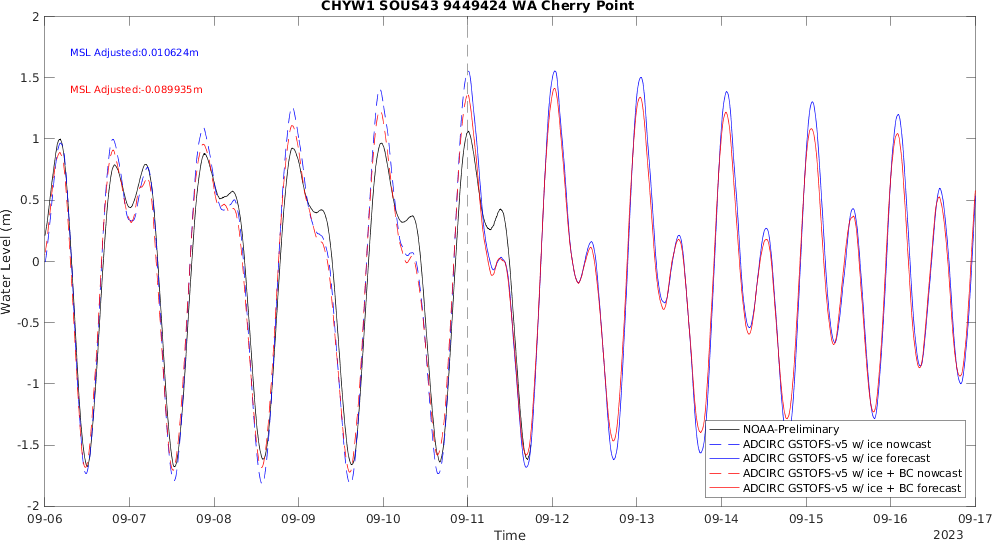 CHYW1 SOUS43 9449424 WA Cherry Point
2
1.5
1
0.5
0
-0.5
-1
-1.5
-2
Water Level (m)
MSL Adjusted:0.010624m
MSL Adjusted:-0.089935m
NOAA-Preliminary
ADCIRC GSTOFS-v5 w/ ice nowcast
ADCIRC GSTOFS-v5 w/ ice forecast
ADCIRC GSTOFS-v5 w/ ice + BC nowcast
ADCIRC GSTOFS-v5 w/ ice + BC forecast
09-06 09-07 09-08 09-09 09-10 09-11 09-12 09-13 09-14 09-15 09-16 09-17
Time
2023